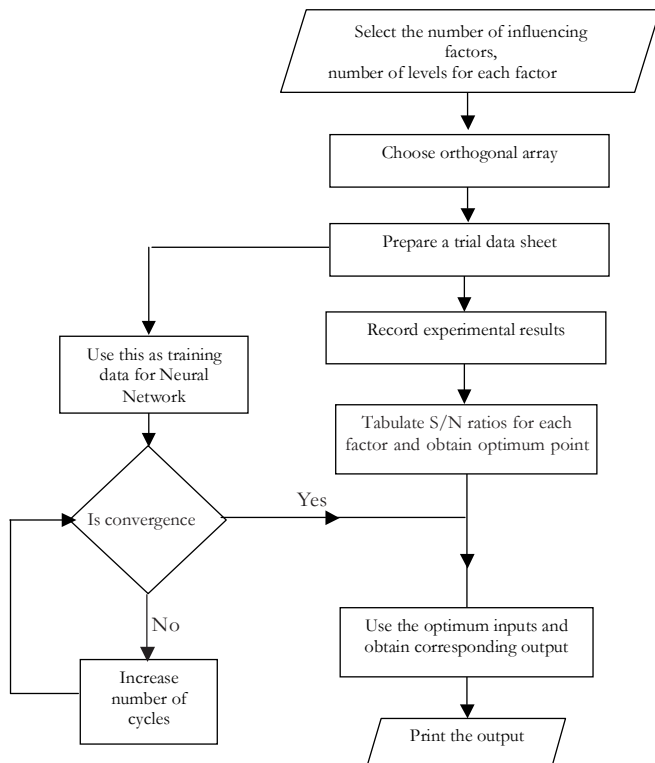 Select the number of influencing
factors,
number of levels for each factor
Choose orthogonal array
Prepare a trial data sheet
Record experimental results
Use this as training
data for Neural
Network
Tabulate S/N ratios for each
factor and obtain optimum point
Is convergence
Yes
No
Increase
number of
cycles
Use the optimum inputs and
obtain corresponding output
Print the output